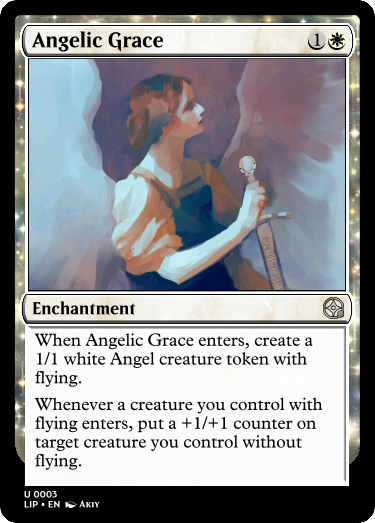 Angelic Grace 1
Enchantment
When Angelic Grace enters, create a
1/1 white Angel creature token with
flying.
Whenever a creature you control with
flying enters, put a +1/+1 counter on
target creature you control without
flying.
U 0003
LIP • EN Akiy